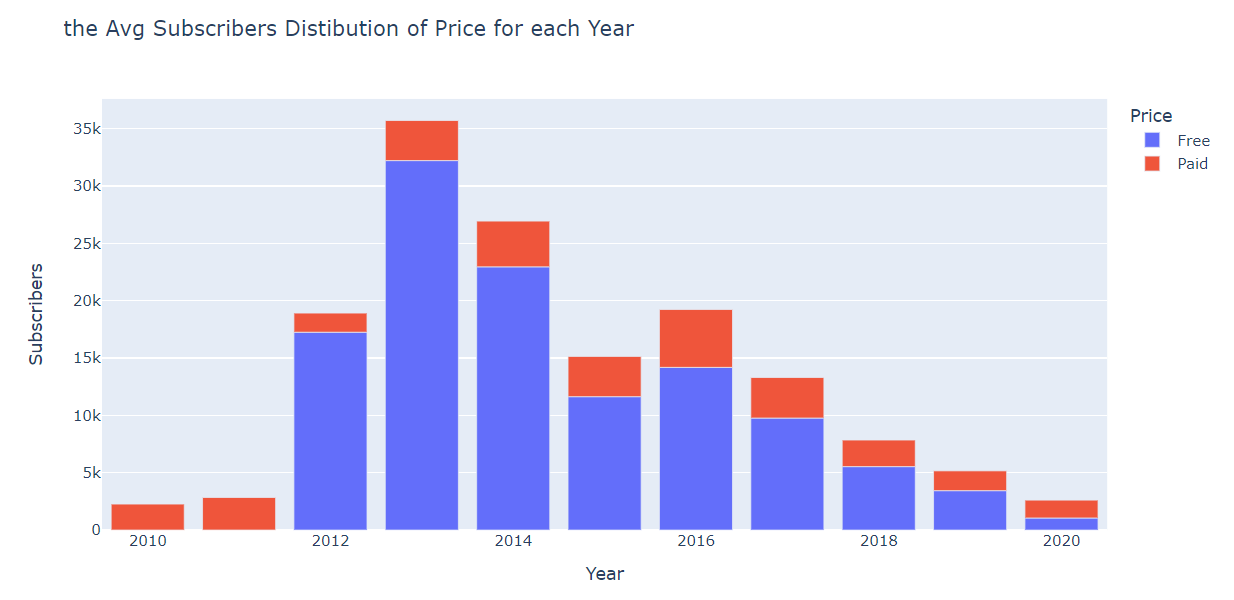 the Avg Subscribers Distibution of Price for each Year
Price
Free
Paid
35k
30k
25k
20k
15k
10k
5k
0
Subscribers
2010 2012 2014 2016 2018 2020
Year